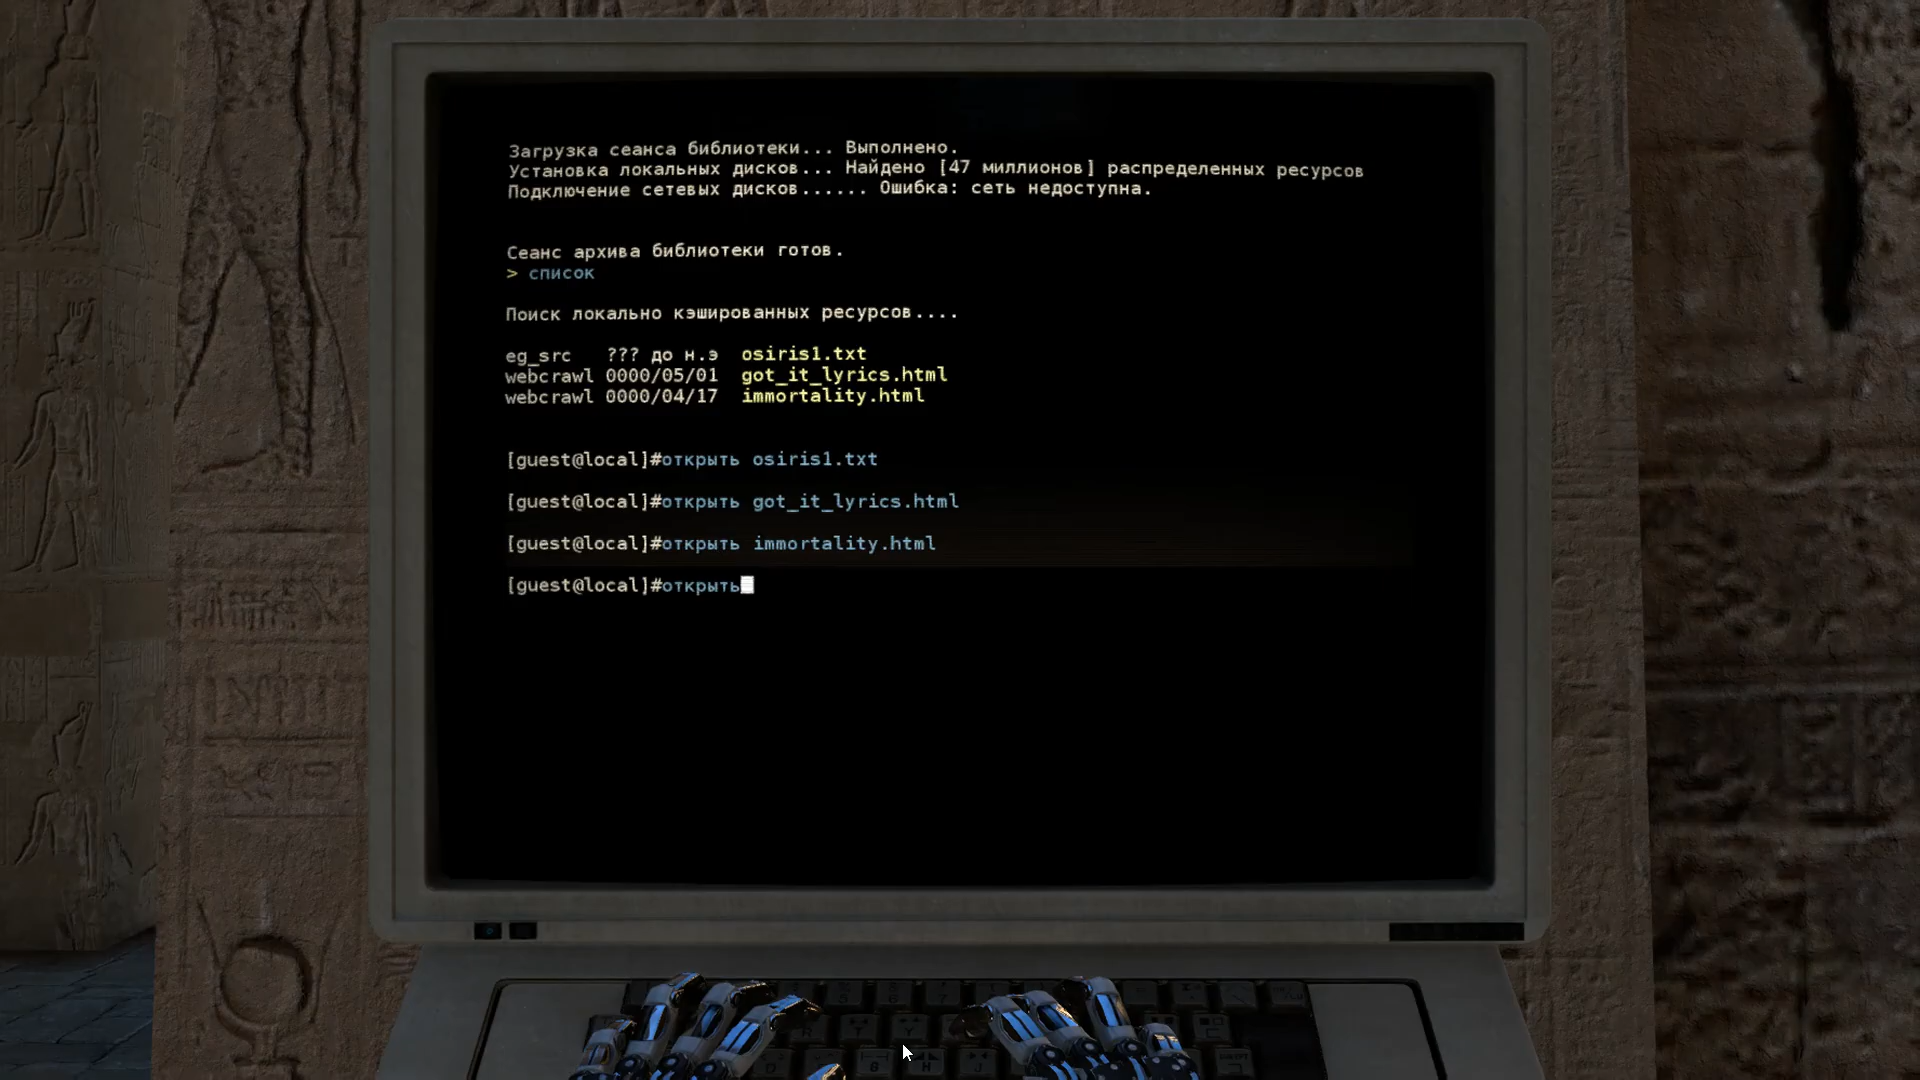 Загрузка сеанса библиотеки... Выполнено.
Установка локальных дисков... Найдено [47 миллионов] распределенных ресурсов
Подключение сетевых дисков...... Ошибка: сеть недоступна.
Сеанс архива библиотеки готов.
> список
Поиск локально кэшированных ресурсов....
eg_src ??? до н.э osiris1.txt
webcrawl 0000/05/01 got_it_lyrics.html
webcrawl 0000/04/17 immortality.html
[guest@local]#открыть osiris1.txt
[guest@local]#открыть got_it_lyrics.html
[guest@local]#открыть immortality.html
[guest@local]#открыть